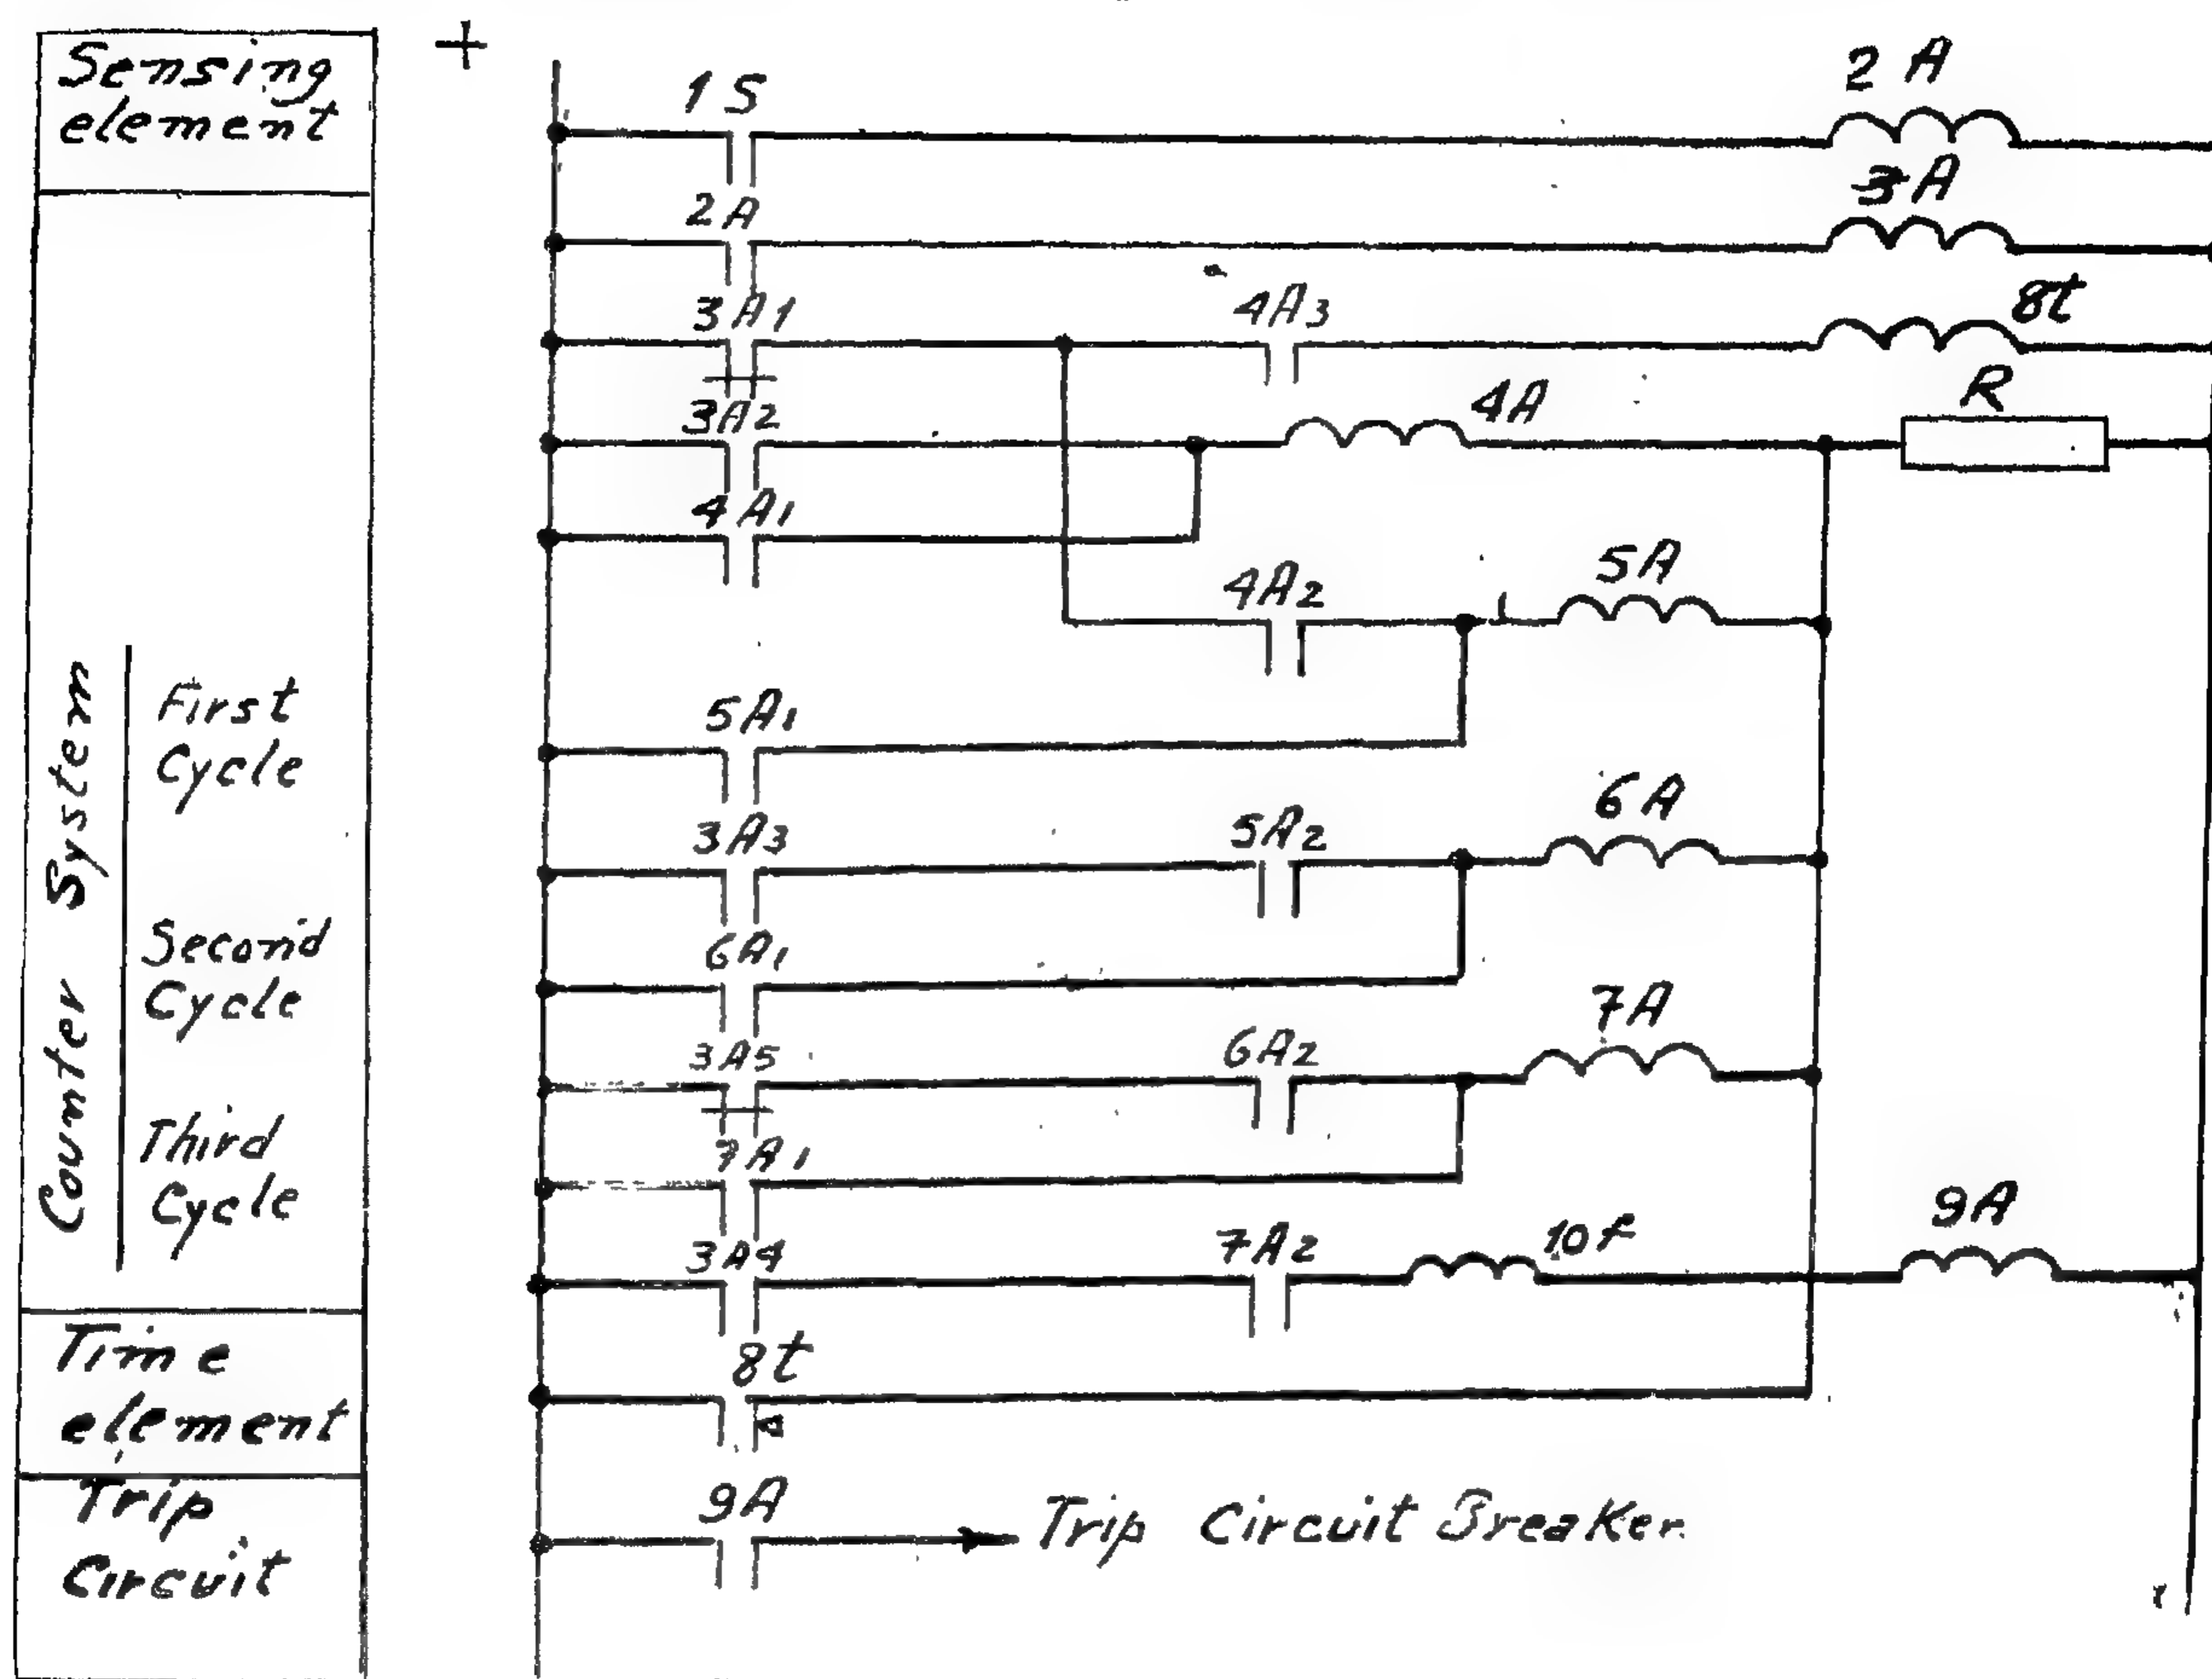 Sensing
element
+
1S
2A
2A
3A
3A1
4A3
8t
3A2
4A
R
4A1
4A2
5A
Counter System
First
Cycle
5A1
3A3
5A2
6A
Second
Cycle
6A1
3A5
6A2
7A
Third
Cycle
7A1
3A4
7A2
10f
9A
Time
element
8t
Trip
Circuit
9A
Trip Circuit Breaker